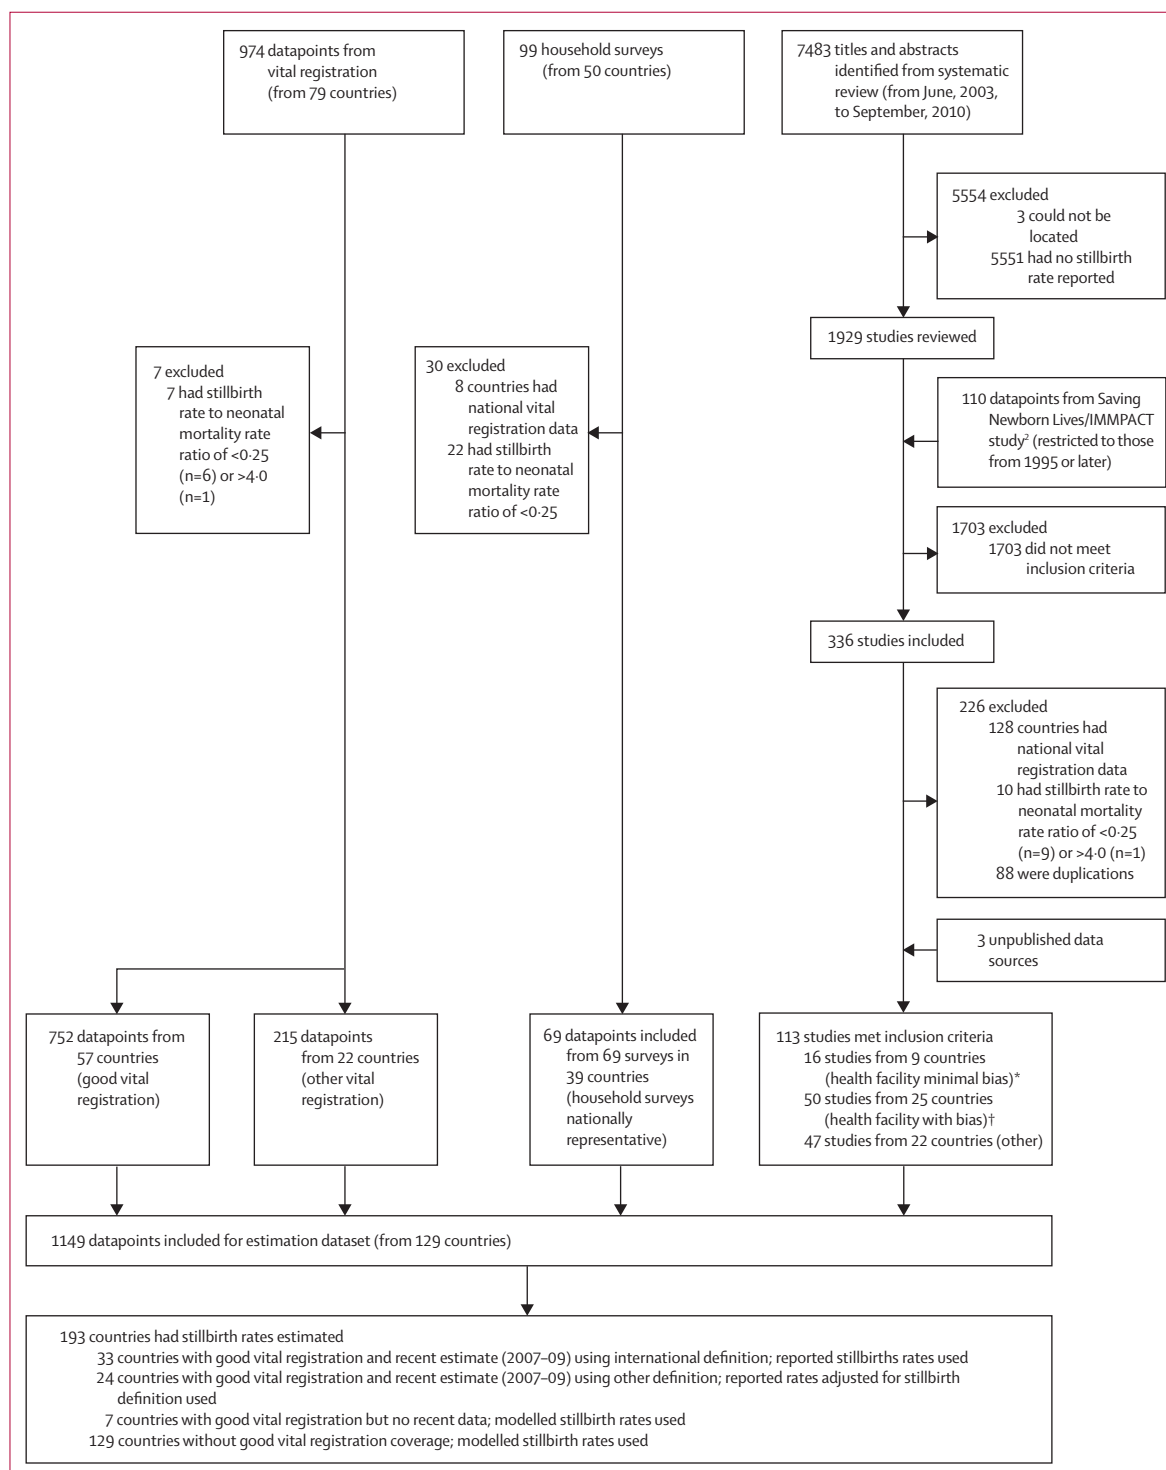 974 datapoints from
vital registration
(from 79 countries)
99 household surveys
(from 50 countries)
7483 titles and abstracts
identified from systematic
review (from June, 2003,
to September, 2010)
5554 excluded
3 could not be
located
5551 had no stillbirth
rate reported
1929 studies reviewed
7 excluded
7 had stillbirth
rate to neonatal
mortality rate
ratio of <0·25
(n=6) or >4·0
(n=1)
30 excluded
8 countries had
national vital
registration data
22 had stillbirth
rate to neonatal
mortality rate
ratio of <0·25
110 datapoints from Saving
Newborn Lives/IMMPACT
study² (restricted to those
from 1995 or later)
1703 excluded
1703 did not meet
inclusion criteria
336 studies included
226 excluded
128 countries had
national vital
registration data
10 had stillbirth rate to
neonatal mortality
rate ratio of <0·25
(n=9) or >4·0 (n=1)
88 were duplications
3 unpublished data
sources
752 datapoints from
57 countries
(good vital
registration)
215 datapoints
from 22 countries
(other vital
registration)
69 datapoints included
from 69 surveys in
39 countries
(household surveys
nationally
representative)
113 studies met inclusion criteria
16 studies from 9 countries
(health facility minimal bias)*
50 studies from 25 countries
(health facility with bias)†
47 studies from 22 countries (other)
1149 datapoints included for estimation dataset (from 129 countries)
193 countries had stillbirth rates estimated
33 countries with good vital registration and recent estimate (2007–09) using international definition; reported stillbirths rates used
24 countries with good vital registration and recent estimate (2007–09) using other definition; reported rates adjusted for stillbirth
definition used
7 countries with good vital registration but no recent data; modelled stillbirth rates used
129 countries without good vital registration coverage; modelled stillbirth rates used